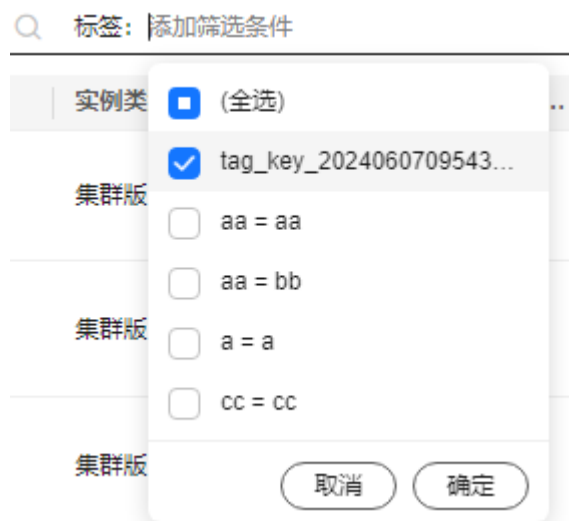 标签: 添加筛选条件
实例类
(全选)
..
tag_key_2024060709543...
集群版
aa = aa
aa = bb
集群版
a = a
cc = cc
集群版
取消
确定